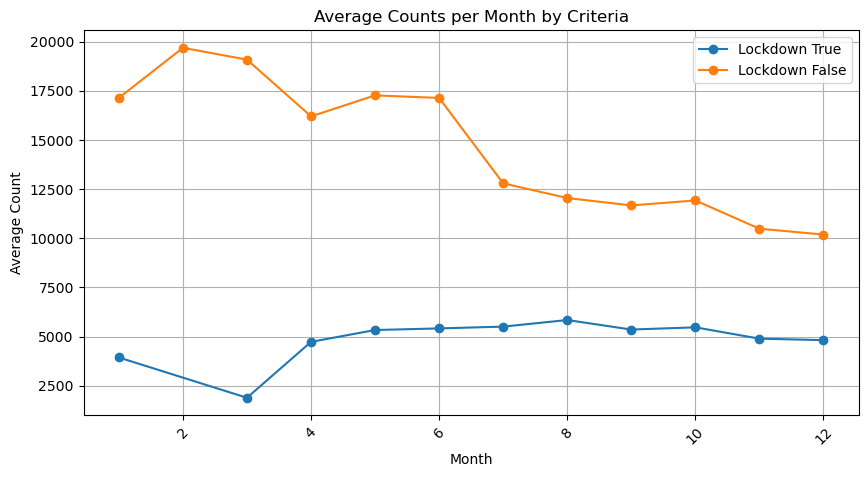 Average Counts per Month by Criteria
Lockdown True
Lockdown False
20000
17500
15000
12500
10000
7500
5000
2500
Average Count
2
4
6
8
10
12
Month